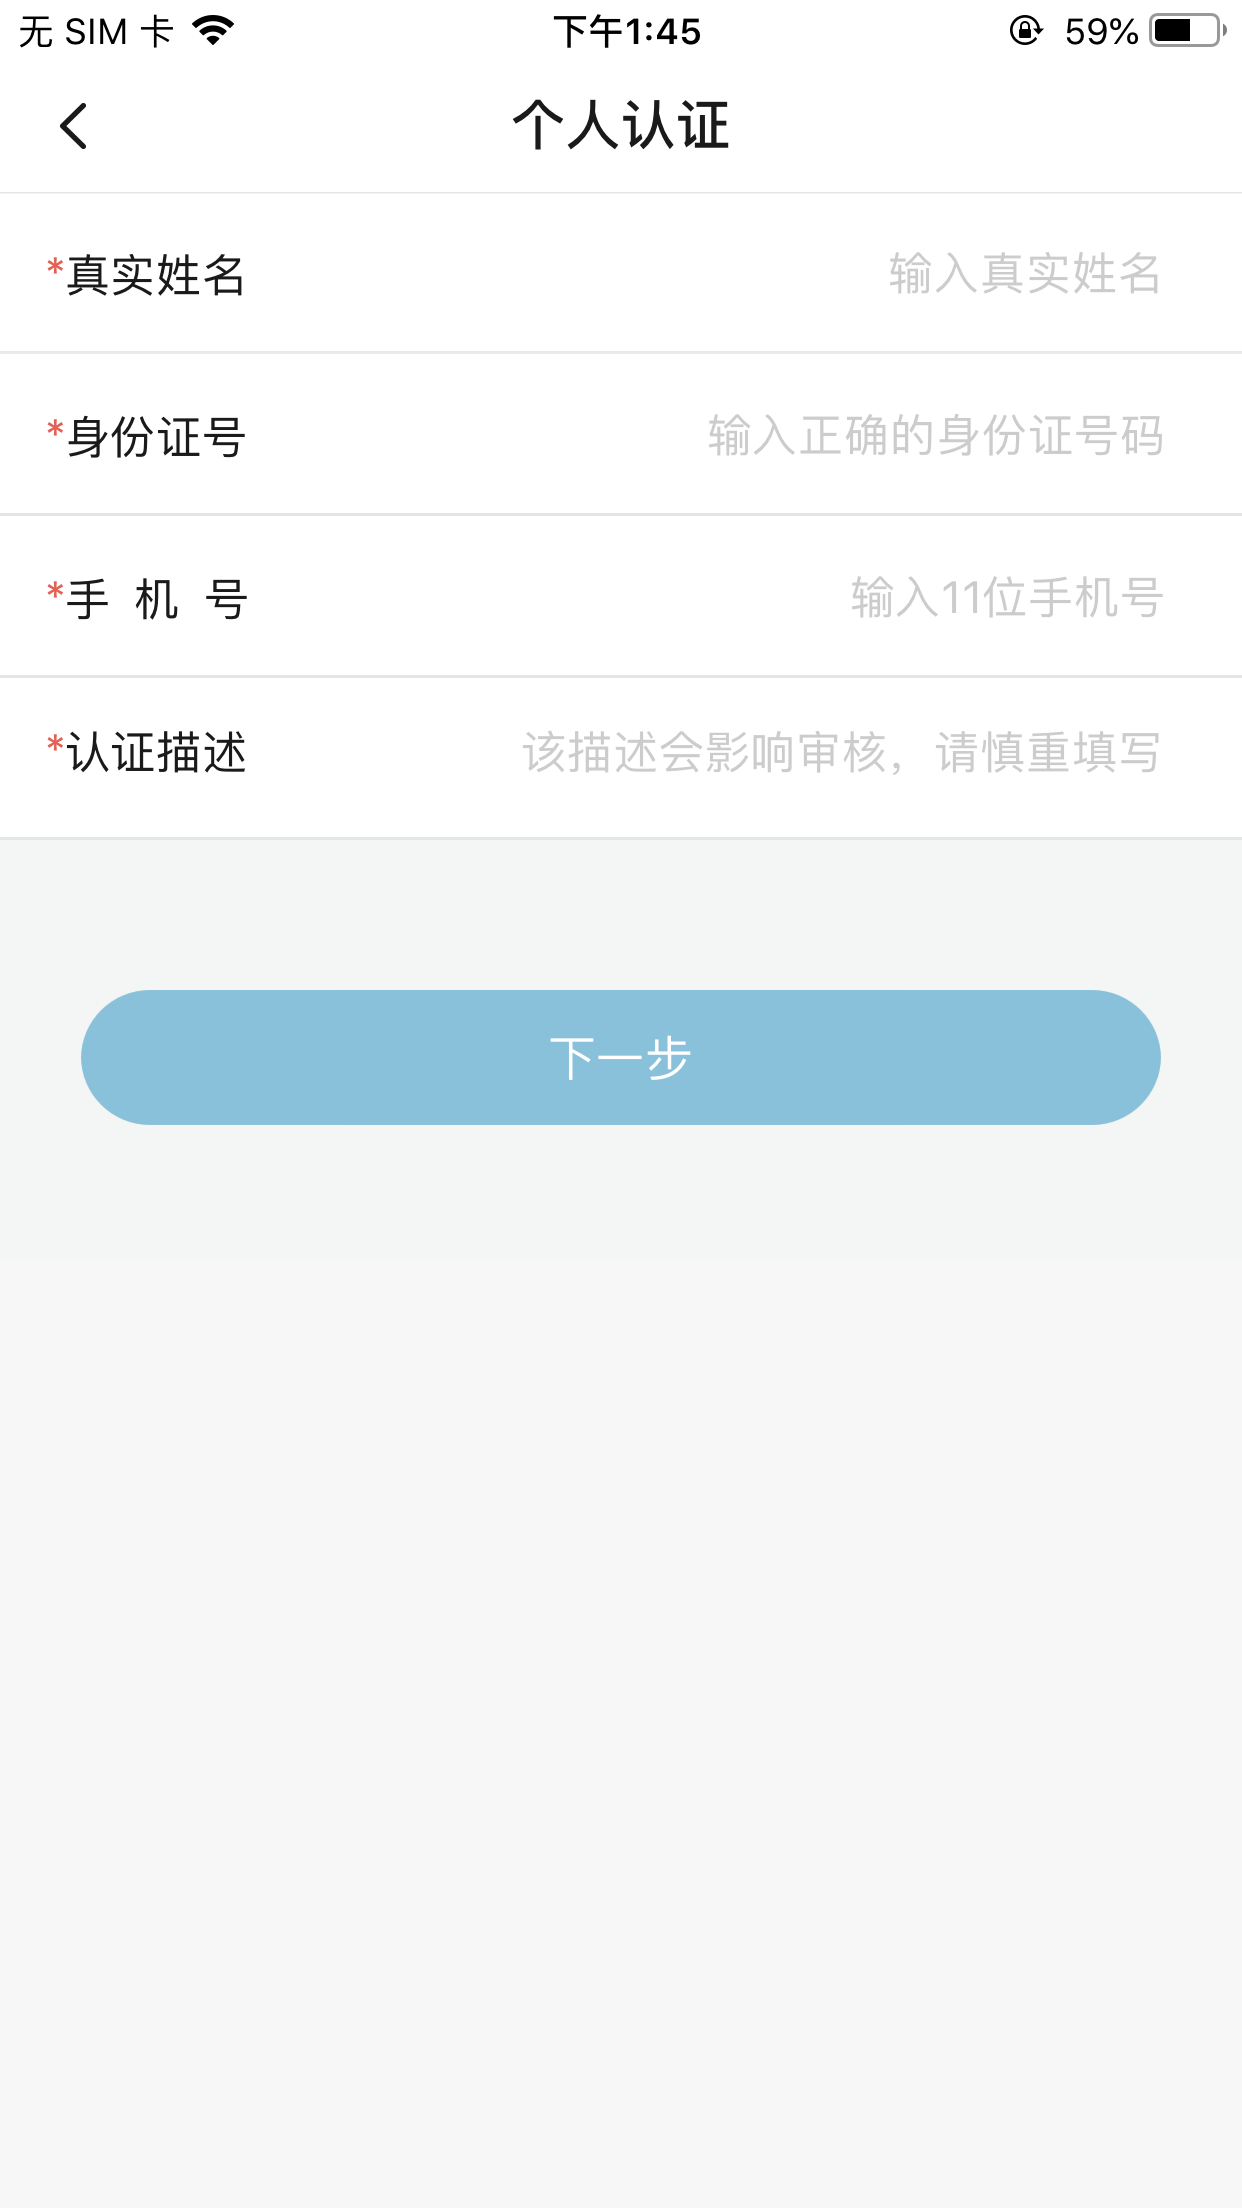 无 SIM 卡 下午1:45 59%
个人认证
*真实姓名 输入真实姓名
*身份证号 输入正确的身份证号码
*手 机 号 输入11位手机号
*认证描述 该描述会影响审核，请慎重填写
下一步